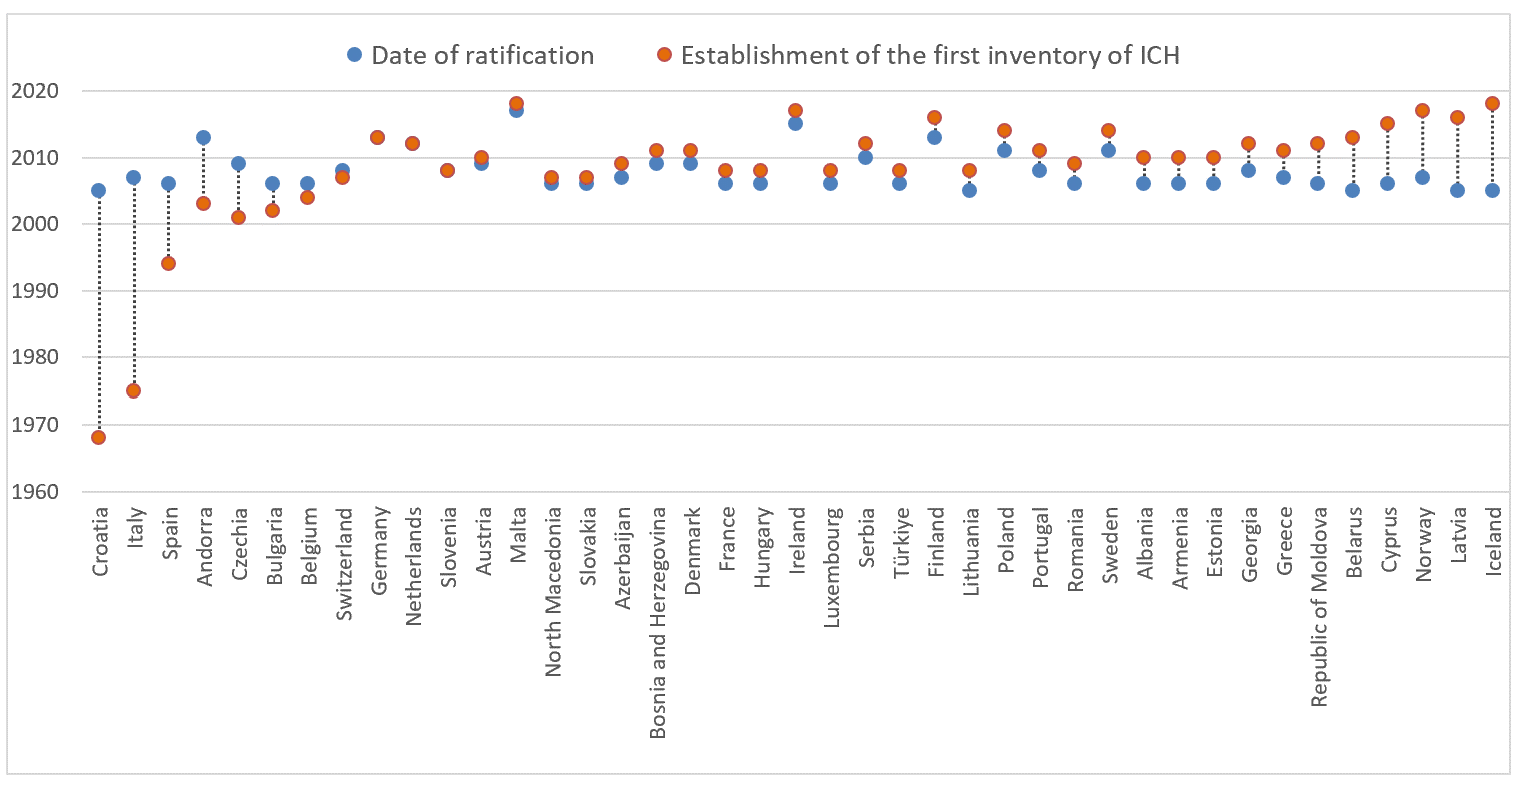 Date of ratification
Establishment of the first inventory of ICH
2020
2010
2000
1990
1980
1970
1960
Croatia
Italy
Spain
Andorra
Czechia
Bulgaria
Belgium
Switzerland
Germany
Netherlands
Slovenia
Austria
Malta
North Macedonia
Slovakia
Azerbaijan
Bosnia and Herzegovina
Denmark
France
Hungary
Ireland
Luxembourg
Serbia
Türkiye
Finland
Lithuania
Poland
Portugal
Romania
Sweden
Albania
Armenia
Estonia
Georgia
Greece
Republic of Moldova
Belarus
Cyprus
Norway
Latvia
Iceland